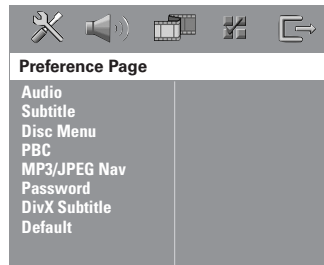 Preference Page
Audio
Subtitle
Disc Menu
PBC
MP3/JPEG Nav
Password
DivX Subtitle
Default